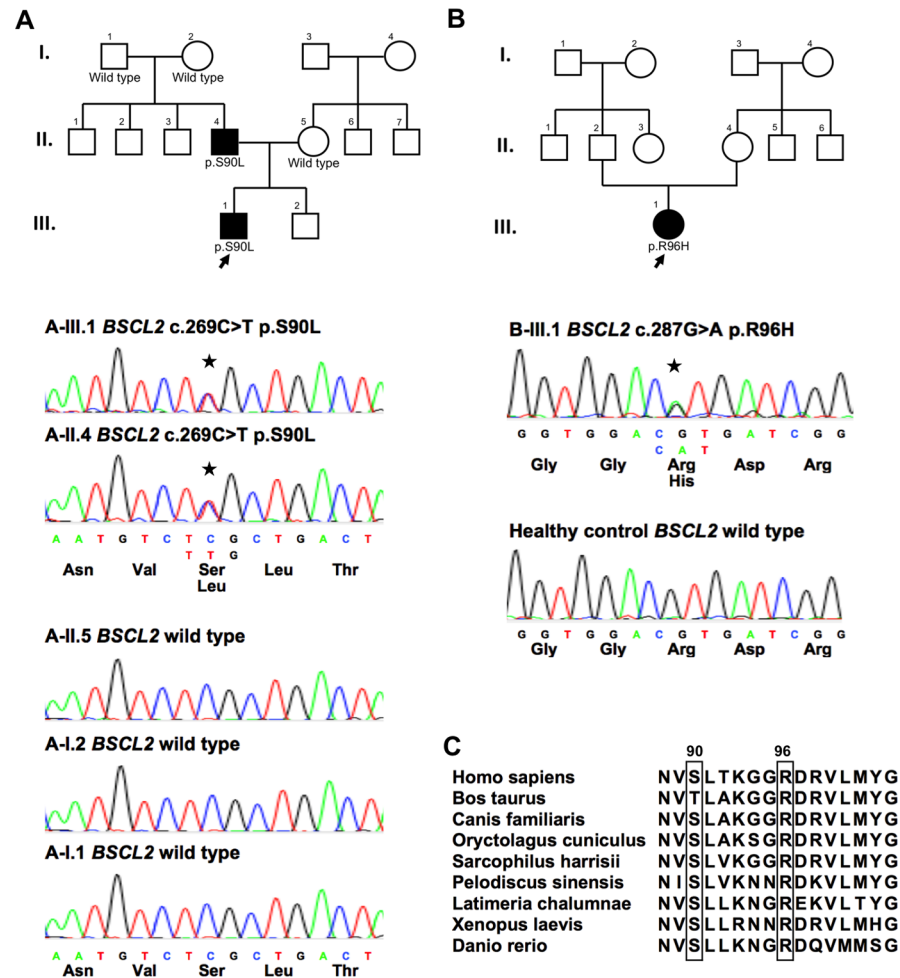 A
I.
1
2
3
4
Wild type
Wild type
II.
1
2
3
4
5
6
7
p.S90L
Wild type
III.
1
2
p.S90L
A-III.1 BSCL2 c.269C>T p.S90L
A-II.4 BSCL2 c.269C>T p.S90L
A A T G T C T C G C T G A C T
T T G
Asn Val Ser Leu Thr
Leu
A-II.5 BSCL2 wild type
A-I.2 BSCL2 wild type
A-I.1 BSCL2 wild type
A A T G T C T C G C T G A C T
Asn Val Ser Leu Thr
B
I.
1
2
3
4
II.
1
2
3
4
5
6
III.
1
p.R96H
B-III.1 BSCL2 c.287G>A p.R96H
G G T G G A C G T G A T C G G
C A T
Gly Gly Arg Asp Arg
His
Healthy control BSCL2 wild type
G G T G G A C G T G A T C G G
Gly Gly Arg Asp Arg
C
90 96
Homo sapiens NVSLTKGGRDRVLMYG
Bos taurus NVTLAKGGRDRVLMYG
Canis familiaris NVSLAKGGRDRVLMYG
Oryctolagus cuniculus NVSLAKSGRDRVLMYG
Sarcophilus harrisii NVSLVKGGRDRVLMYG
Pelodiscus sinensis NISLVKNNRDKVLMYG
Latimeria chalumnae NVSLLKNGREKVLTYG
Xenopus laevis NVSLLRNNRDRVLMHG
Danio rerio NVSLLKNGRDQVMMSG